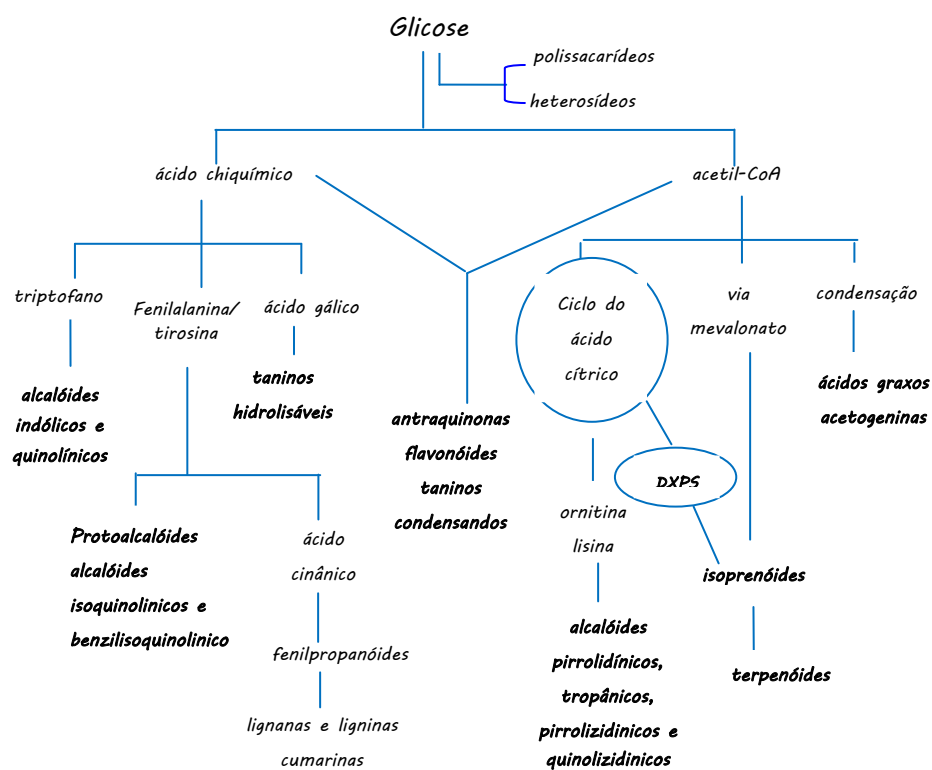 Glicose
polissacarídeos
heterosídeos
ácido chiquímico
acetil-CoA
triptofano
Fenilalanina/
tirosina
ácido gálico
Ciclo do
ácido
cítrico
via
mevalonato
condensação
alcalóides
indólicos e
quinolínicos
taninos
hidrolisáveis
antraquinonas
flavonóides
taninos
condensandos
ácidos graxos
acetogeninas
DXPS
Protoalcalóides
alcalóides
isoquinolinicos e
benzilisoquinolinico
ácido
cinânico
ornitina
lisina
isoprenóides
fenilpropanóides
alcalóides
pirrolidínicos,
tropânicos,
pirrolizidinicos e
quinolizidinicos
terpenóides
lignanas e ligninas
cumarinas